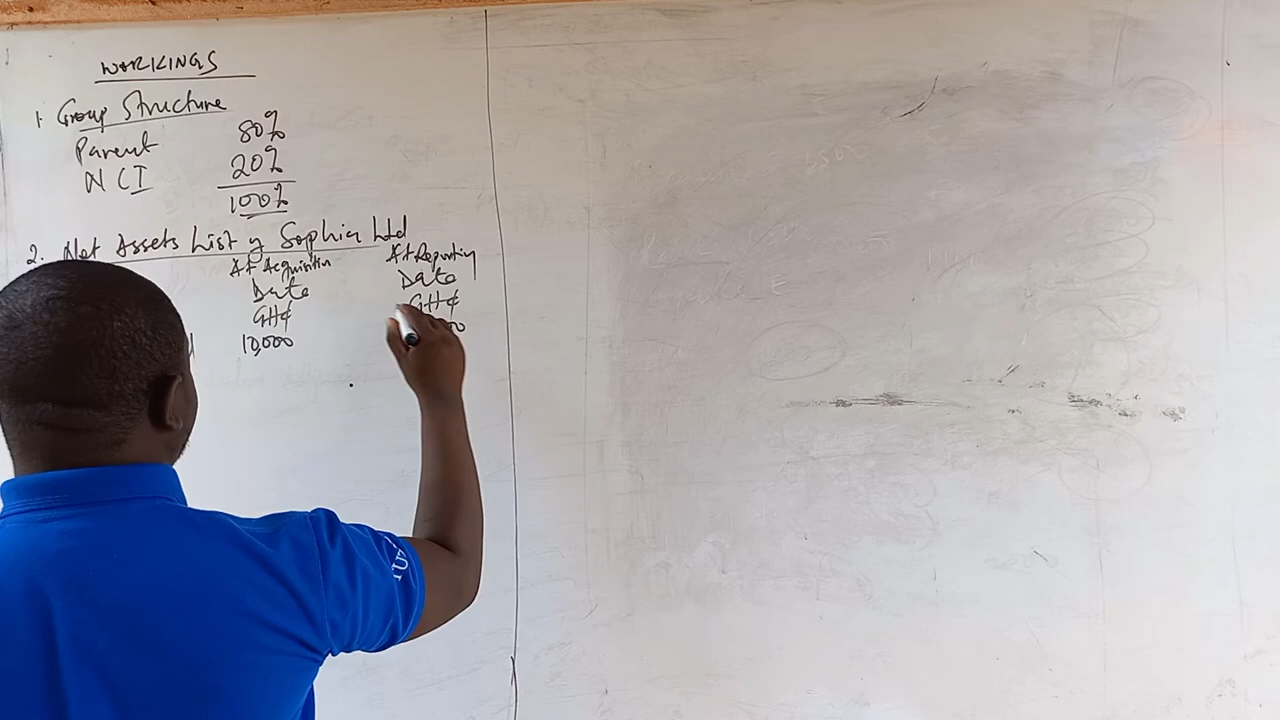 WORKINGS
1. Group Structure
Parent 80%
NCI 20%
100%
2. Net Assets List of Sophia Ltd
At Acquisition At Reporting
Date Date
GH¢ GH¢
10,000
TU